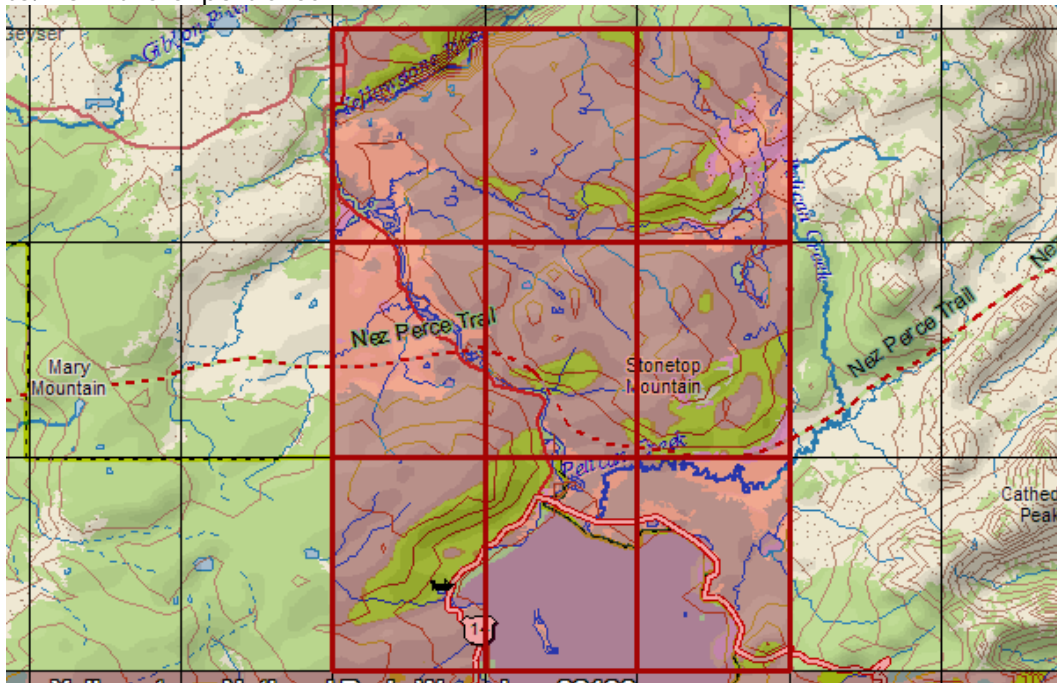 Geyser
Gibbon River
Yellowstone River
Pelican Creek
Nez Perce Trail
Nez Perce Trail
Nez
Mary
Mountain
Stonetop
Mountain
Pelican Creek
Cathed
Peak
14